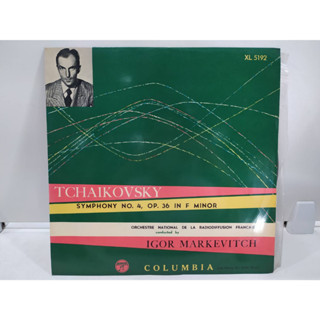 XL 5192
TCHAIKOVSKY
SYMPHONY NO. 4, OP. 36 IN F MINOR
ORCHESTRE NATIONAL DE LA RADIODIFFUSION FRANÇAISE
conducted by
IGOR MARKEVITCH
COLUMBIA